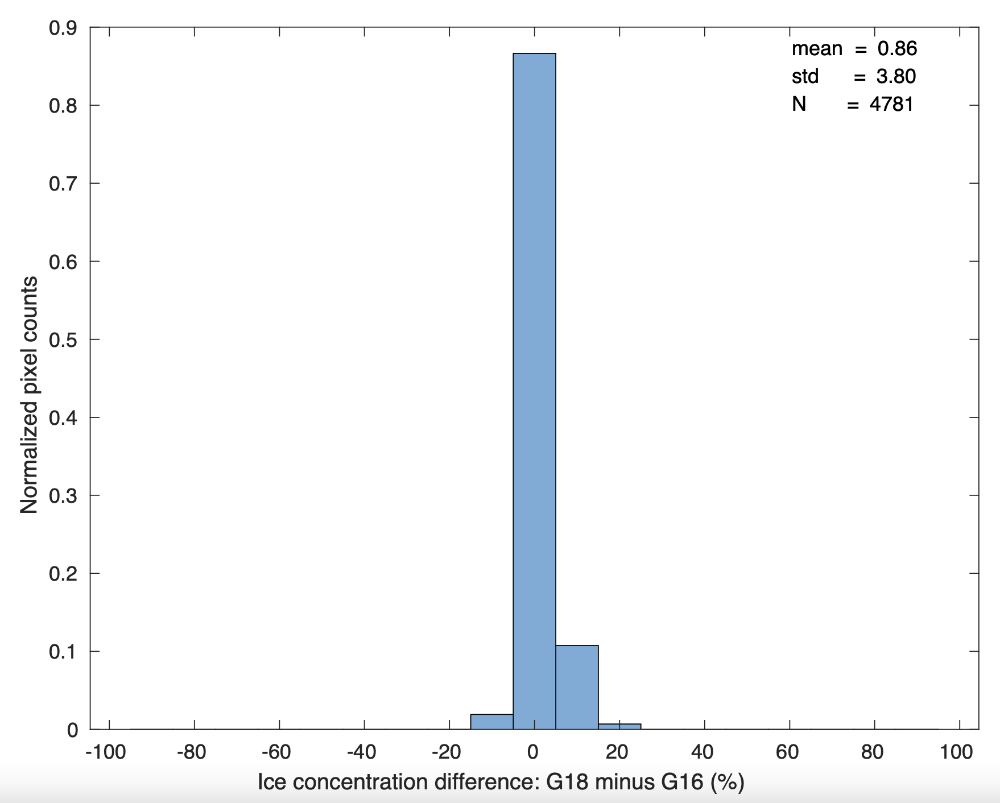 0.9
0.8
0.7
0.6
0.5
0.4
0.3
0.2
0.1
0
mean = 0.86
std = 3.80
N = 4781
Normalized pixel counts
-100 -80 -60 -40 -20 0 20 40 60 80 100
Ice concentration difference: G18 minus G16 (%)